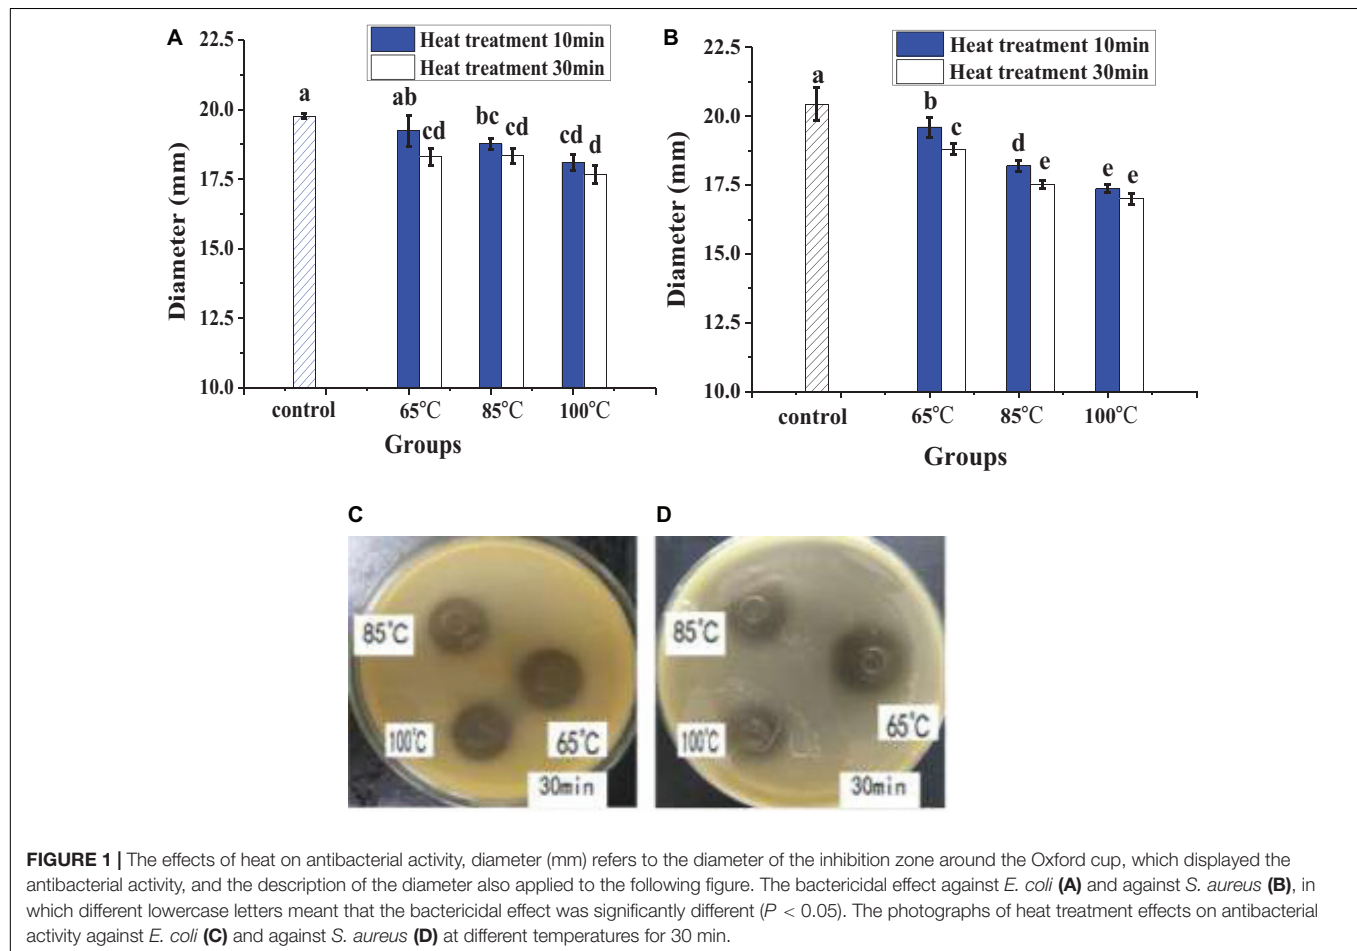 A
22.5
20.0
17.5
15.0
12.5
10.0
Diameter (mm)
Heat treatment 10min
Heat treatment 30min
a
ab
cd
bc
cd
cd
d
control
65°C
85°C
100°C
Groups
B
22.5
20.0
17.5
15.0
12.5
10.0
Diameter (mm)
Heat treatment 10min
Heat treatment 30min
a
b
c
d
e
e
e
control
65°C
85°C
100°C
Groups
C
85°C
100°C
65°C
30min
D
85°C
100°C
65°C
30min
FIGURE 1 | The effects of heat on antibacterial activity, diameter (mm) refers to the diameter of the inhibition zone around the Oxford cup, which displayed the
antibacterial activity, and the description of the diameter also applied to the following figure. The bactericidal effect against E. coli (A) and against S. aureus (B), in
which different lowercase letters meant that the bactericidal effect was significantly different (P < 0.05). The photographs of heat treatment effects on antibacterial
activity against E. coli (C) and against S. aureus (D) at different temperatures for 30 min.